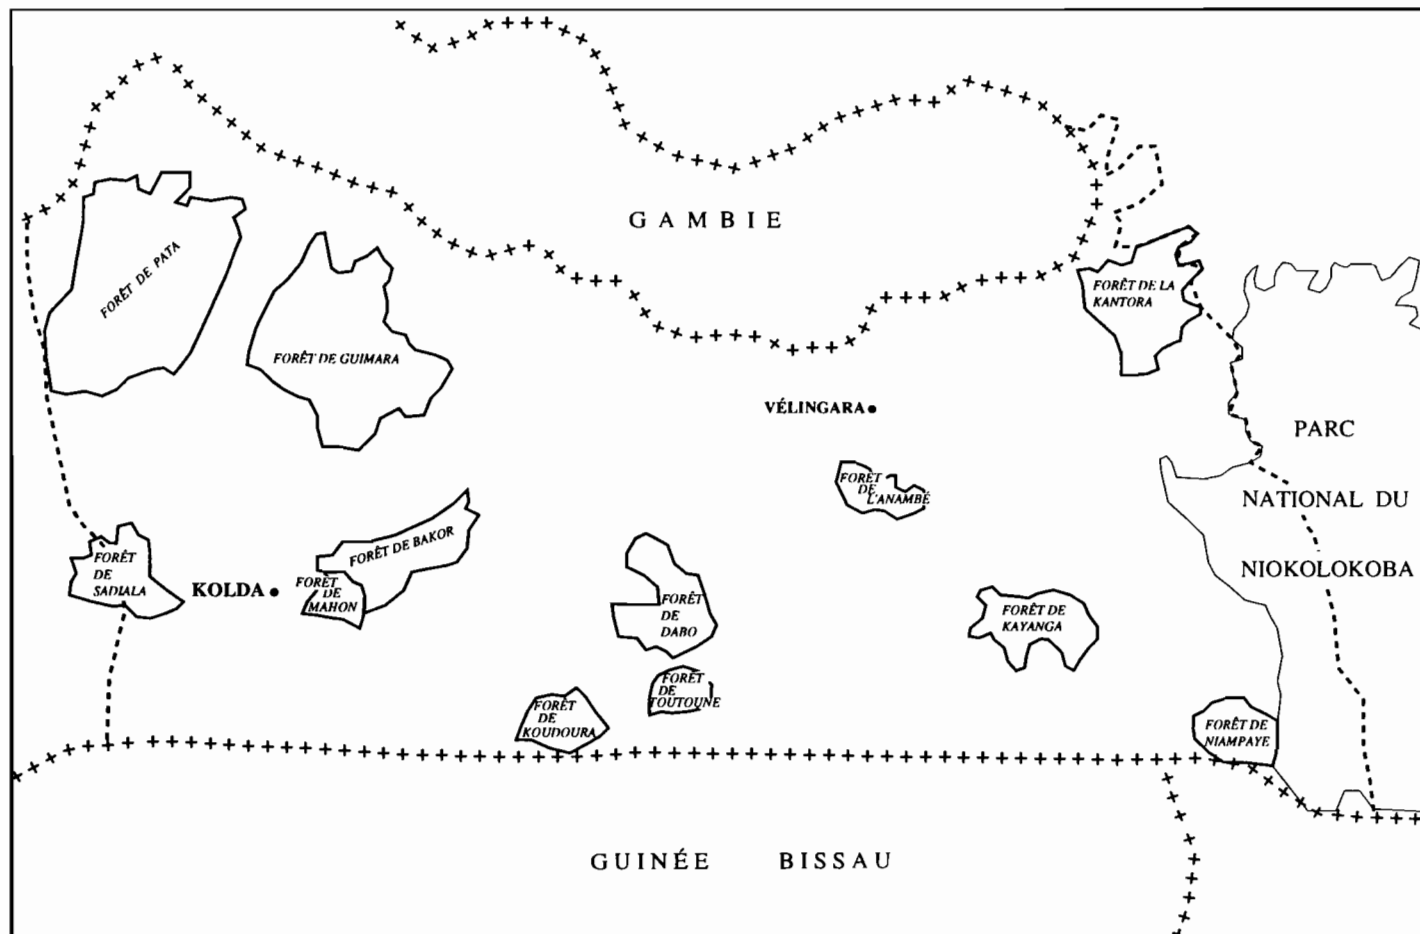 GAMBIE
FORÊT DE PATA
FORÊT DE LA
KANTORA
FORÊT DE GUIMARA
VÉLINGARA
PARC
NATIONAL DU
NIOKOLOKOBA
FORÊT
DE
L'ANAMBÉ
FORÊT DE BAKOR
FORÊT
DE
SADIALA
KOLDA
FORÊT
DE
MAHON
FORÊT
DE
DABO
FORÊT DE
KAYANGA
FORÊT
DE
TOUTOUNE
FORÊT
DE
KOUDOURA
FORÊT DE
NIAMPAYE
GUINÉE BISSAU